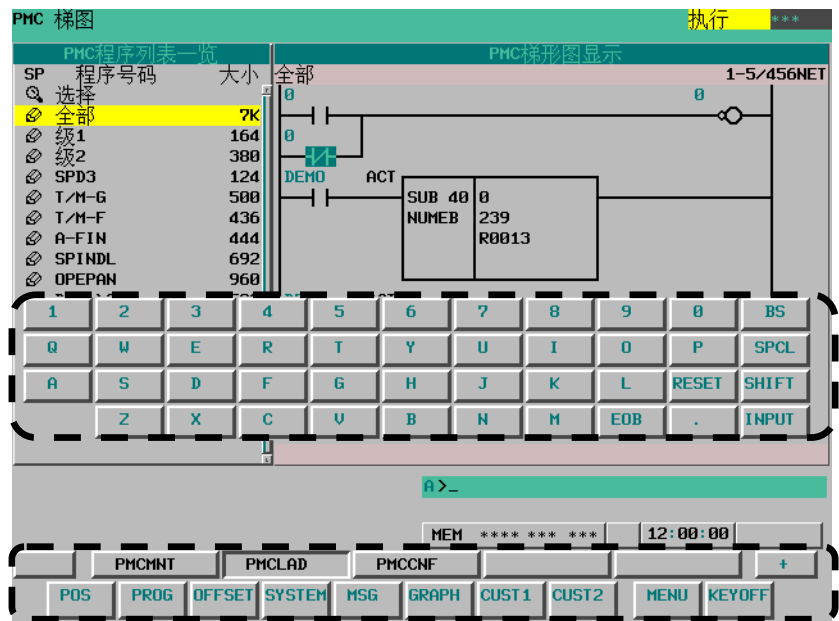 PMC 梯图 执行 ***
PMC程序列表一览 PMC梯形图显示
SP 程序号码 大小 全部 1-5/456NET
选择 0 0
全部 7K
级1 164 0
级2 380
SPD3 124 DEMO ACT
T/M-G 500 SUB 40 0
T/M-F 436 NUMEB 239
A-FIN 444 R0013
SPINDL 692
OPEPAN 960
1 2 3 4 5 6 7 8 9 0 BS
Q W E R T Y U I O P SPCL
A S D F G H J K L RESET SHIFT
Z X C V B N M EOB . INPUT
A>_
MEM **** *** *** 12:00:00
PMCMNT PMCLAD PMCCNF +
POS PROG OFFSET SYSTEM MSG GRAPH CUST1 CUST2 MENU KEYOFF